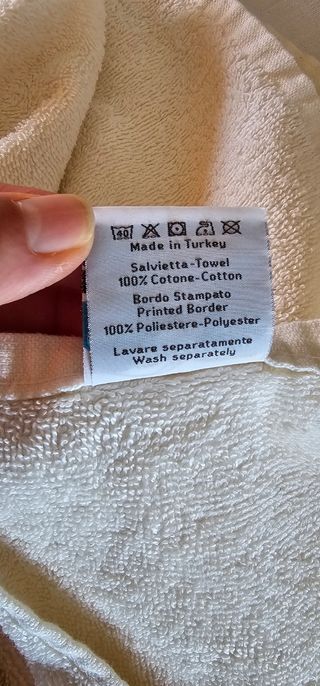 40
Made in Turkey
Salvietta-Towel
100% Cotone-Cotton
Bordo Stampato
Printed Border
100% Poliestere-Polyester
Lavare separatamente
Wash separately